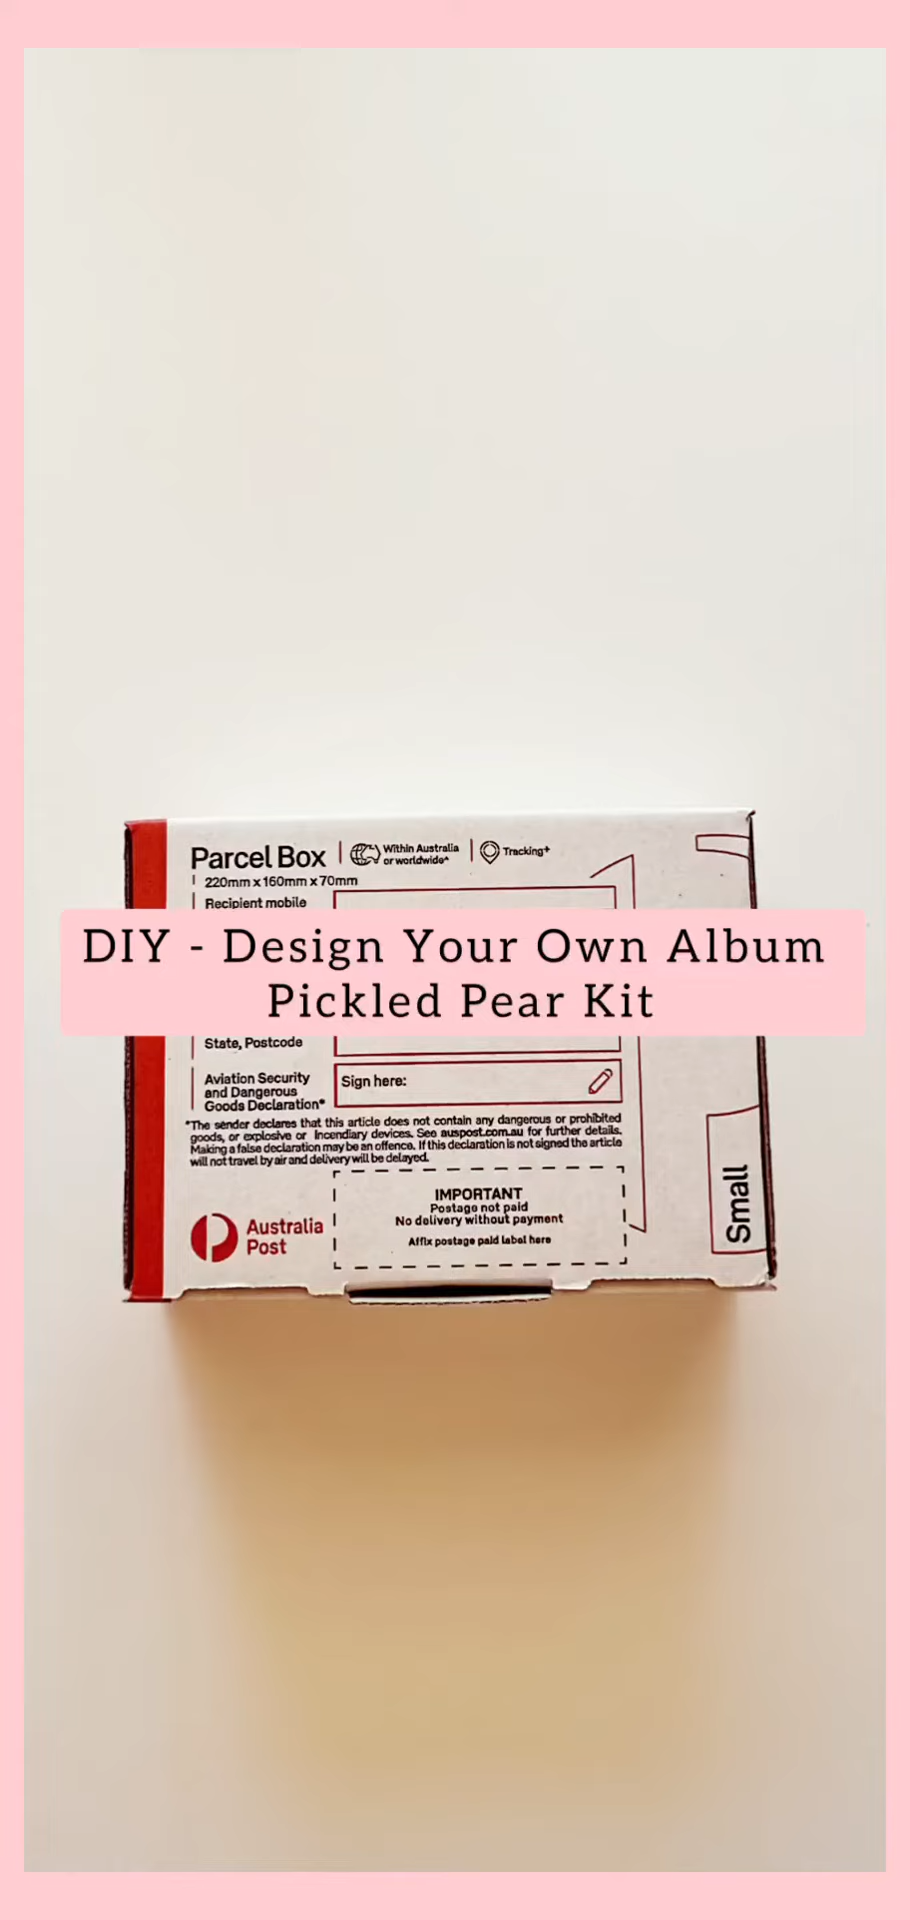 Parcel Box
Within Australia
or worldwide^
Tracking+
220mm x 160mm x 70mm
Recipient mobile
DIY - Design Your Own Album
Pickled Pear Kit
State, Postcode
Aviation Security
and Dangerous
Goods Declaration*
Sign here:
*The sender declares that this article does not contain any dangerous or prohibited
goods, or explosive or incendiary devices. See auspost.com.au for further details.
Making a false declaration may be an offence. If this declaration is not signed the article
will not travel by air and delivery will be delayed.
IMPORTANT
Postage not paid
No delivery without payment
Affix postage paid label here
Australia
Post
Small